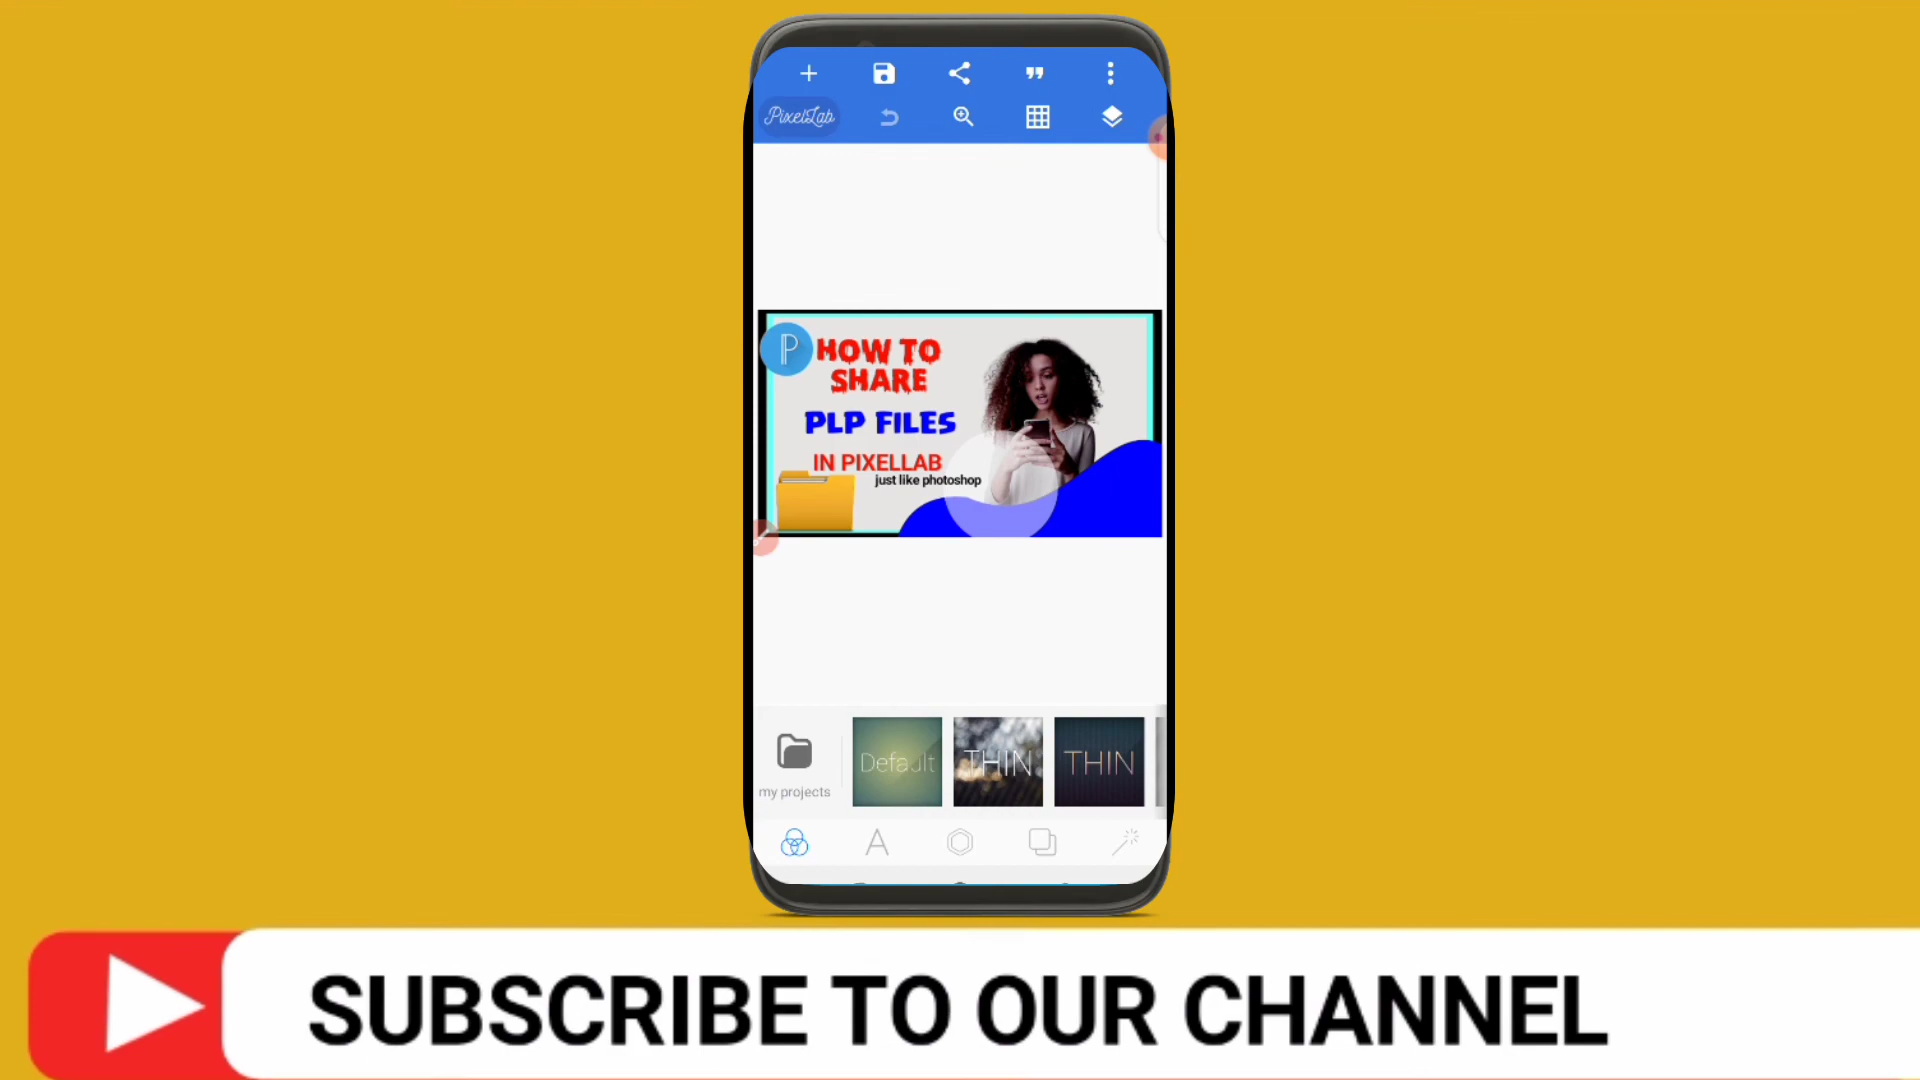 PixelLab
P
HOW TO
SHARE
PLP FILES
IN PIXELLAB
just like photoshop
my projects
Default
THIN
THIN
A
SUBSCRIBE TO OUR CHANNEL